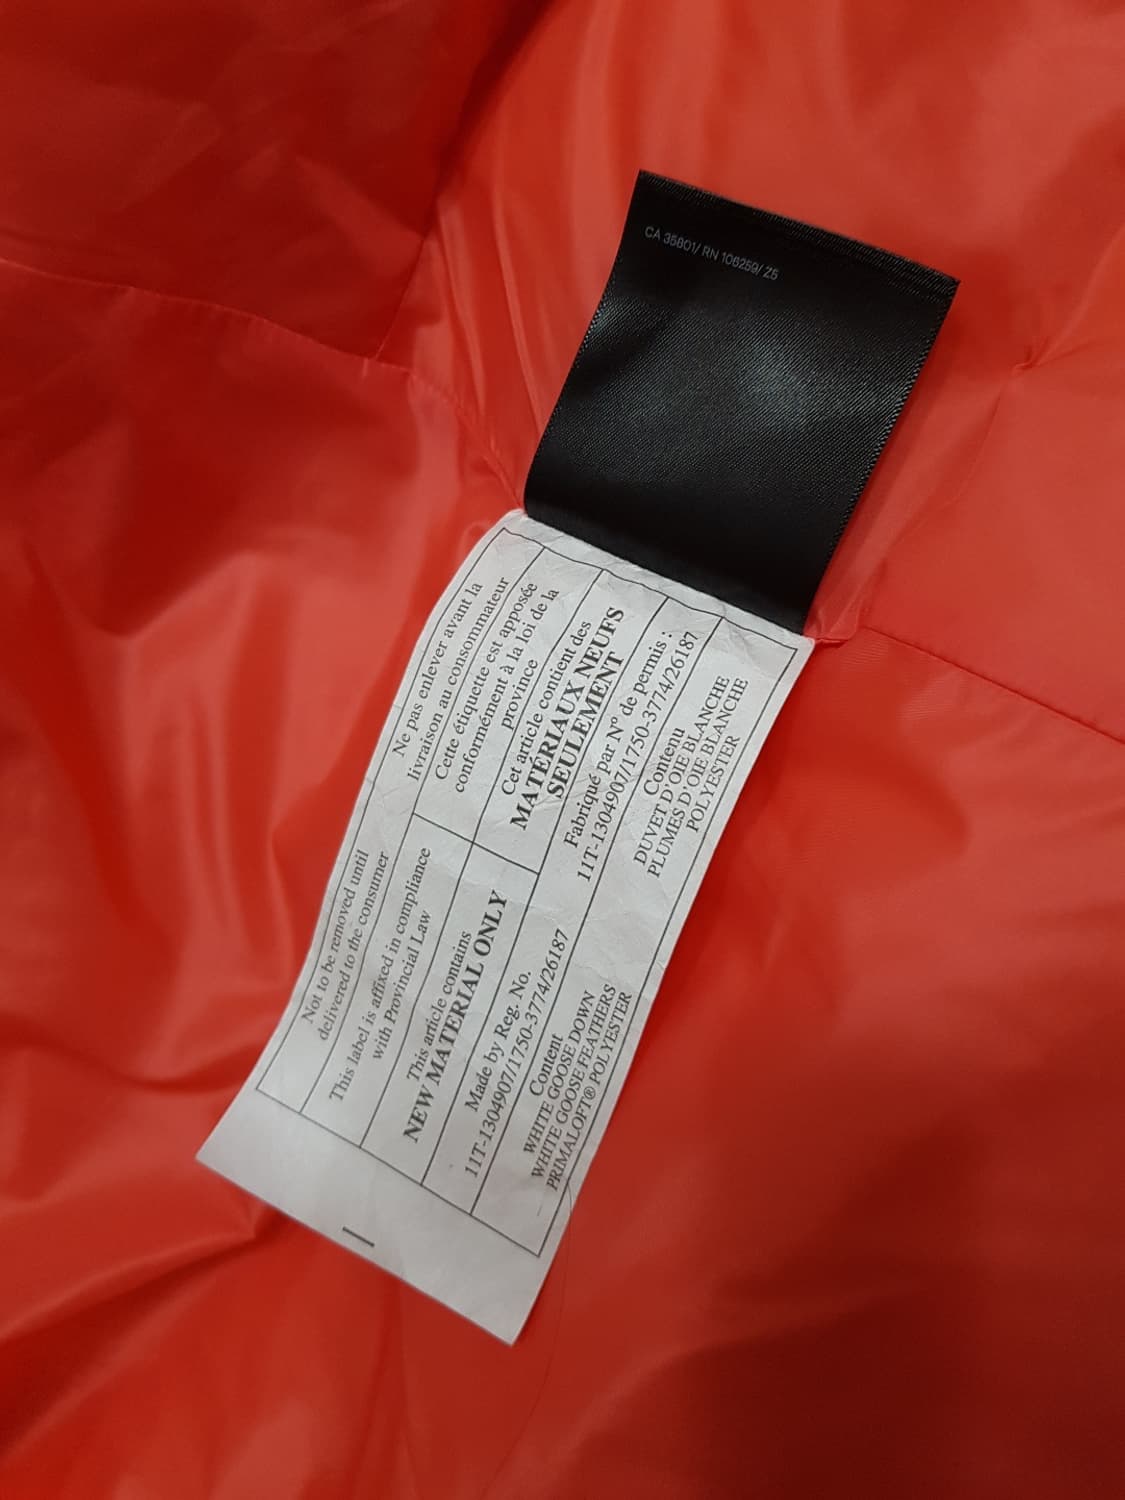 CA 35801/ RN 106259/ Z5
Not to be removed until
delivered to the consumer
This label is affixed in compliance
with Provincial Law
This article contains
NEW MATERIAL ONLY
Made by Reg. No.
11T-1304907/1750-3774/26187
Content
WHITE GOOSE DOWN
WHITE GOOSE FEATHERS
PRIMALOFT® POLYESTER
Ne pas enlever avant la
livraison au consommateur
Cette étiquette est apposée
conformément à la loi de la
province
Cet article contient des
MATÉRIAUX NEUFS
SEULEMENT
Fabriqué par Nº de permis :
11T-1304907/1750-3774/26187
Contenu
DUVET D'OIE BLANCHE
PLUMES D'OIE BLANCHE
POLYESTER